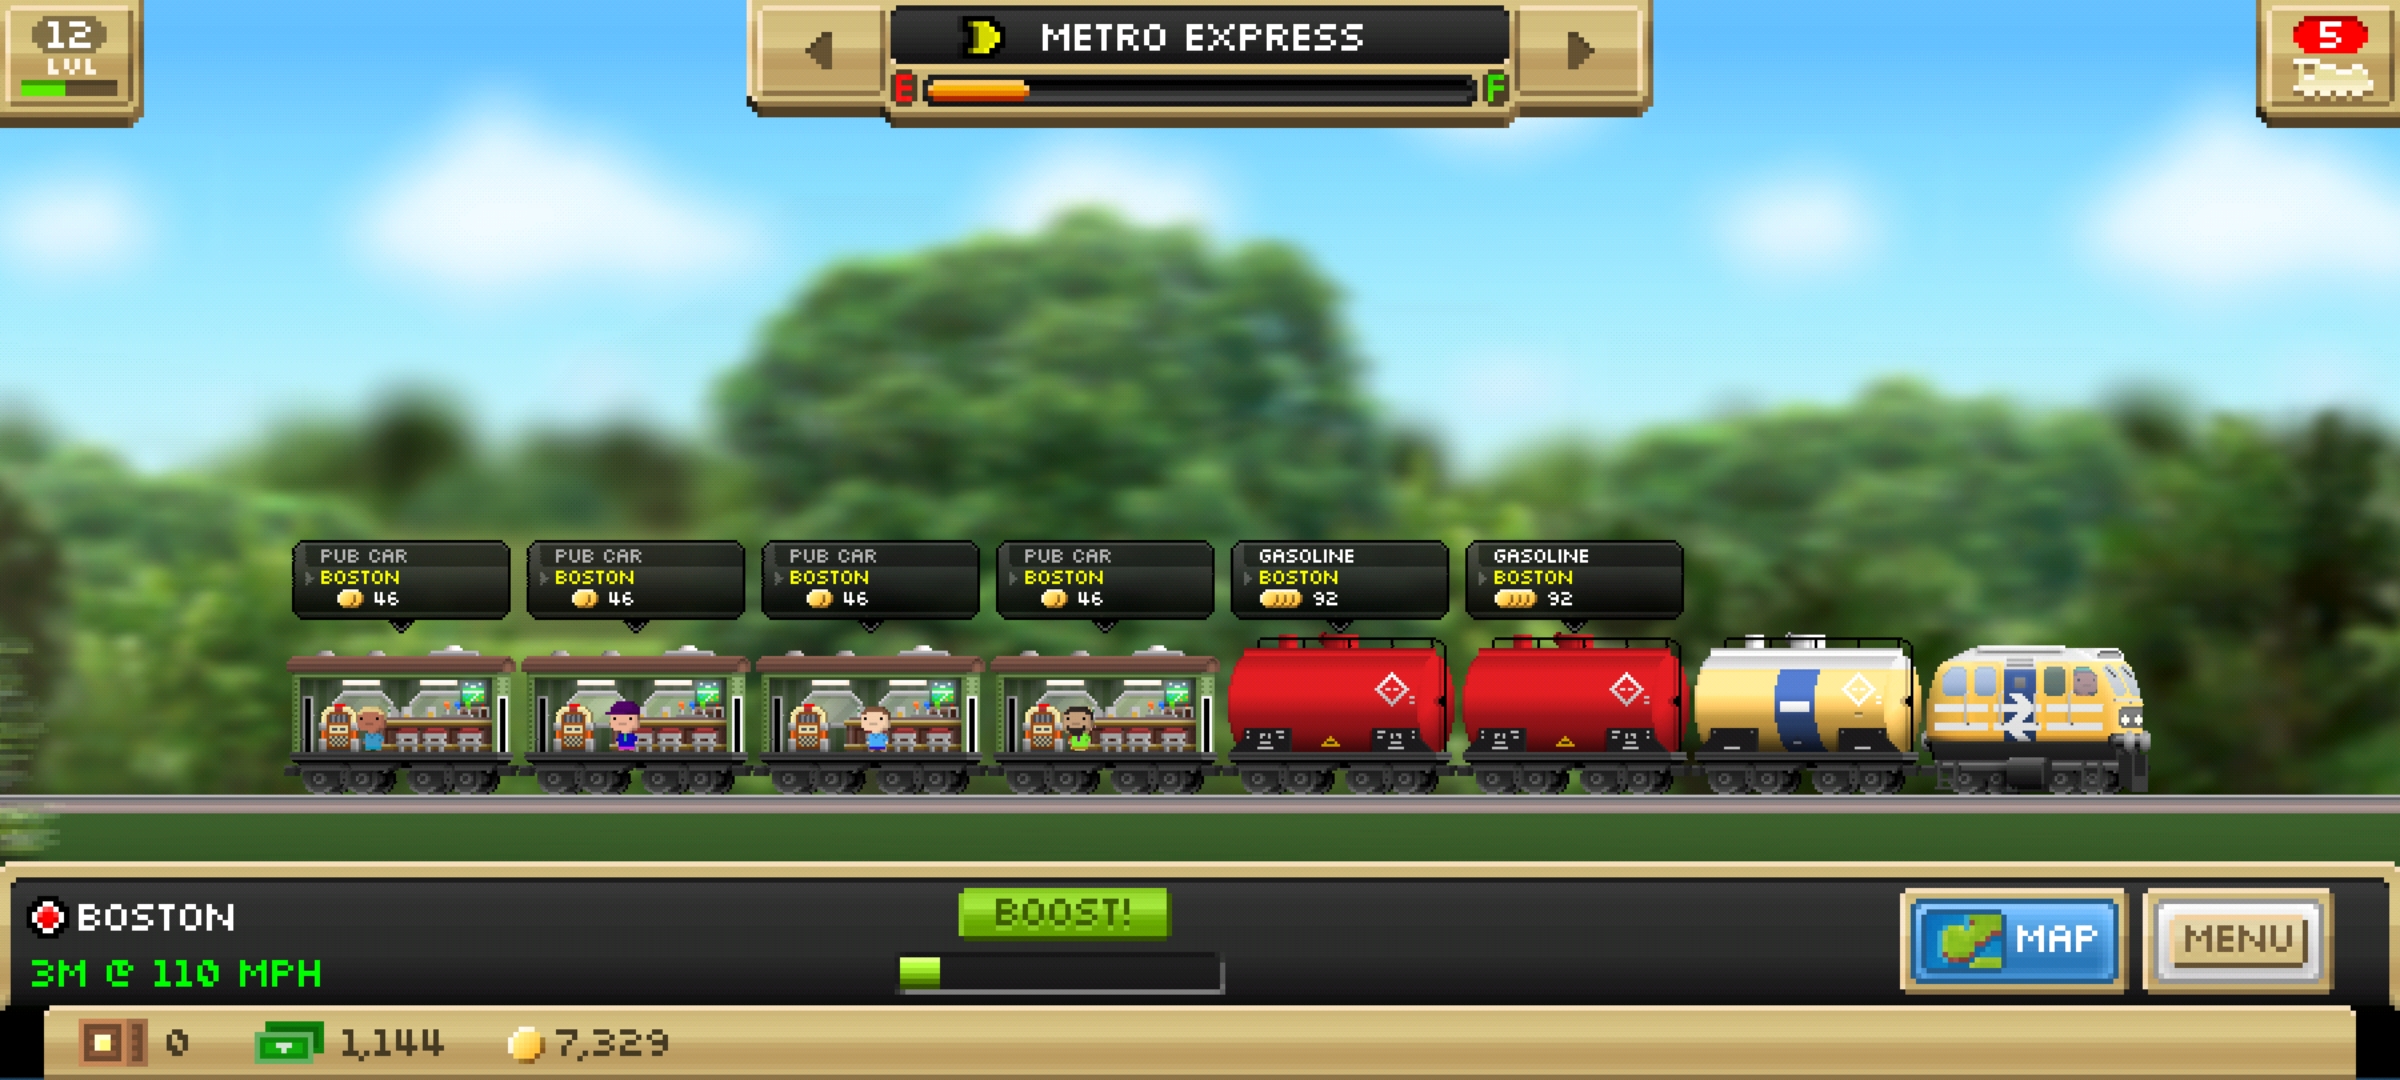 12
LVL
METRO EXPRESS
E F
5
PUB CAR
BOSTON
46
PUB CAR
BOSTON
46
PUB CAR
BOSTON
46
PUB CAR
BOSTON
46
GASOLINE
BOSTON
92
GASOLINE
BOSTON
92
BOSTON
3M @ 110 MPH
BOOST!
MAP
MENU
0
1,144
7,329